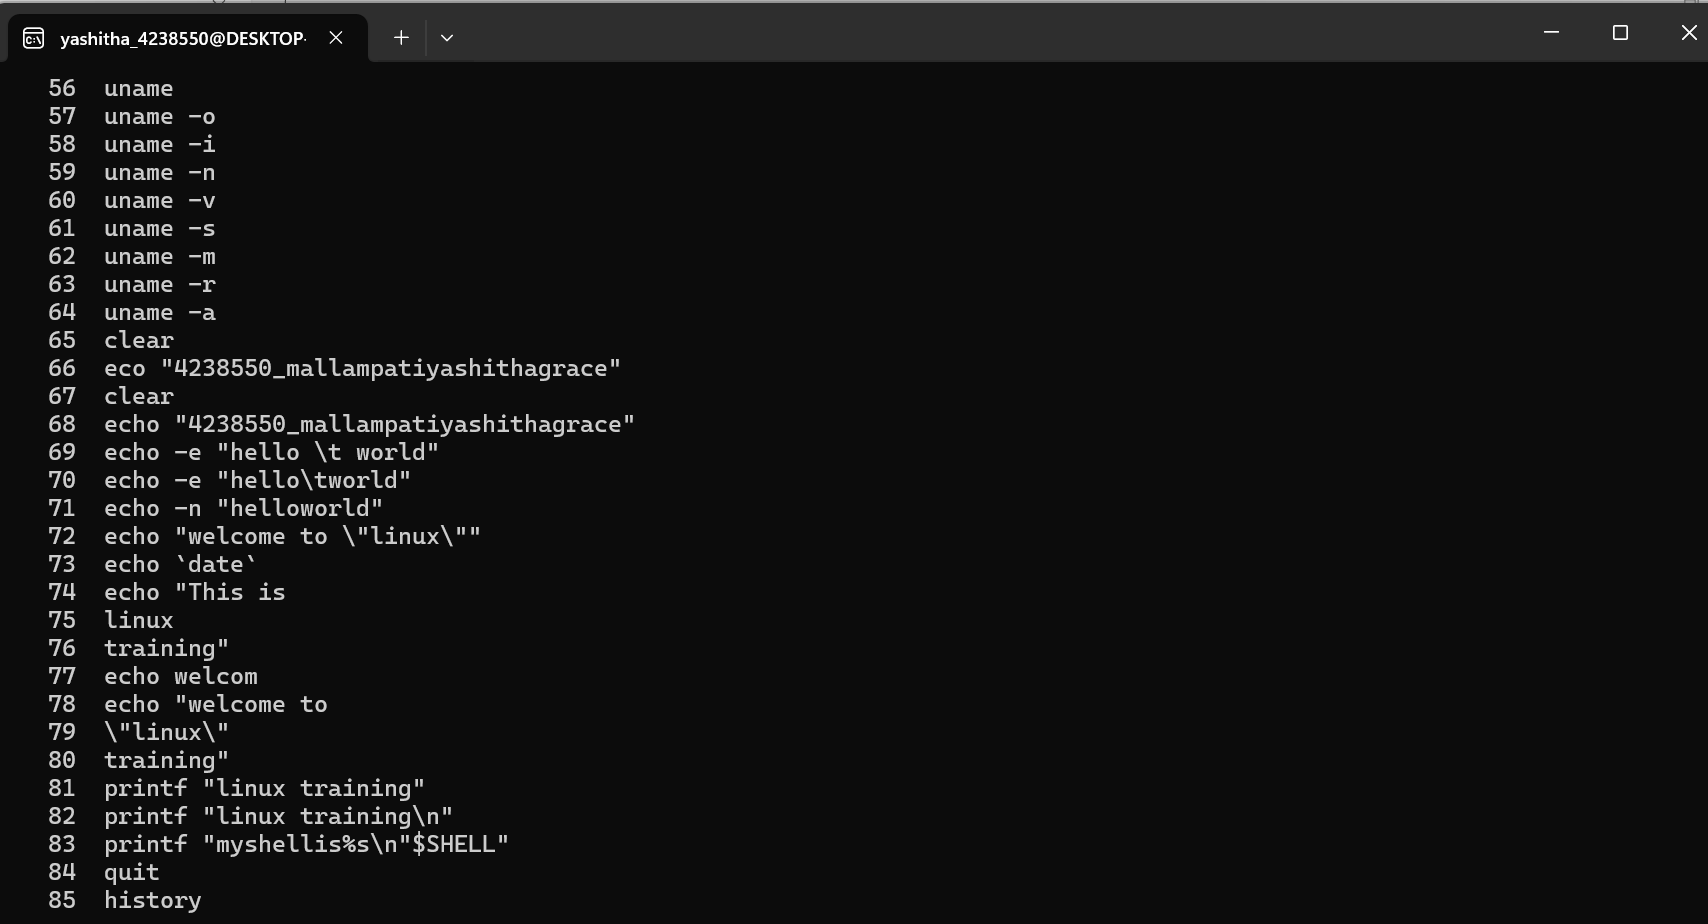 yashitha_4238550@DESKTOP-
56 uname
57 uname -o
58 uname -i
59 uname -n
60 uname -v
61 uname -s
62 uname -m
63 uname -r
64 uname -a
65 clear
66 eco "4238550_mallampatiyashithagrace"
67 clear
68 echo "4238550_mallampatiyashithagrace"
69 echo -e "hello \t world"
70 echo -e "hello\tworld"
71 echo -n "helloworld"
72 echo "welcome to \"linux\""
73 echo `date`
74 echo "This is
75 linux
76 training"
77 echo welcom
78 echo "welcome to
79 \"linux\"
80 training"
81 printf "linux training"
82 printf "linux training\n"
83 printf "myshellis%s\n"$SHELL"
84 quit
85 history